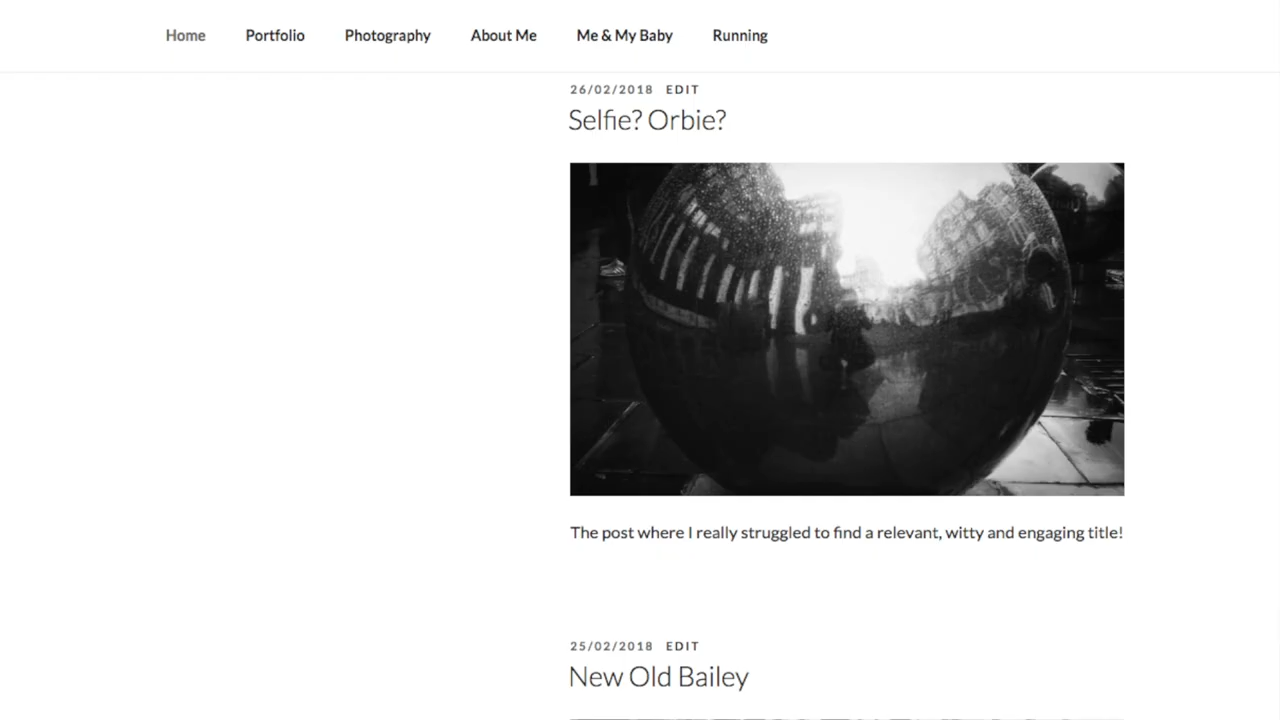 Home Portfolio Photography About Me Me & My Baby Running
26/02/2018 EDIT
Selfie? Orbie?
The post where I really struggled to find a relevant, witty and engaging title!
25/02/2018 EDIT
New Old Bailey